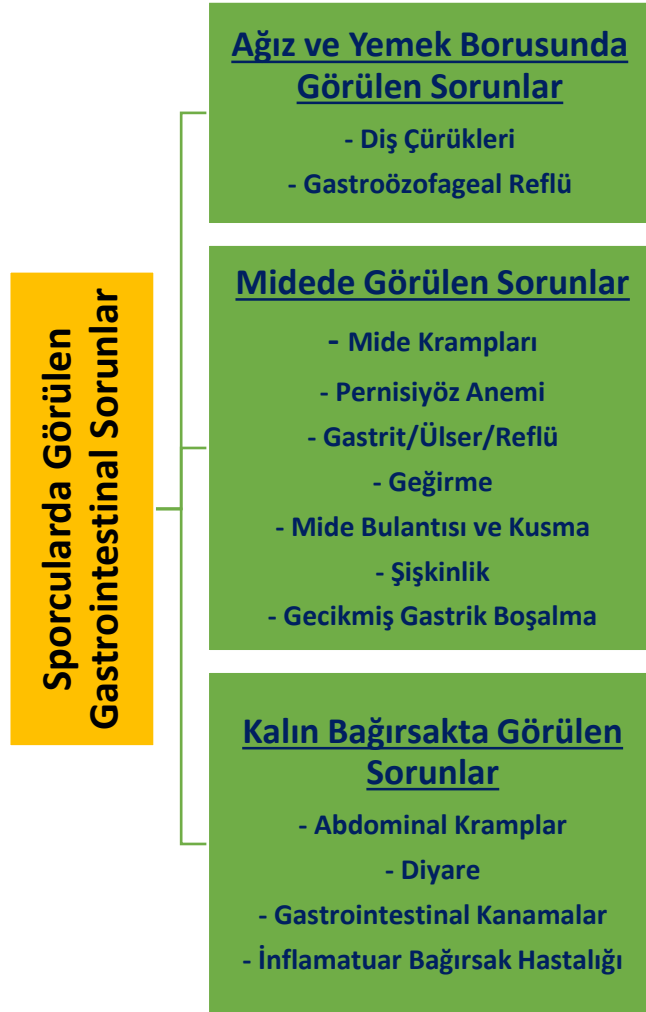 Sporcularda Görülen
Gastrointestinal Sorunlar
Ağız ve Yemek Borusunda
Görülen Sorunlar
- Diş Çürükleri
- Gastroözofageal Reflü
Midede Görülen Sorunlar
- Mide Krampları
- Pernisiyöz Anemi
- Gastrit/Ülser/Reflü
- Geğirme
- Mide Bulantısı ve Kusma
- Şişkinlik
- Gecikmiş Gastrik Boşalma
Kalın Bağırsakta Görülen
Sorunlar
- Abdominal Kramplar
- Diyare
- Gastrointestinal Kanamalar
- İnflamatuar Bağırsak Hastalığı